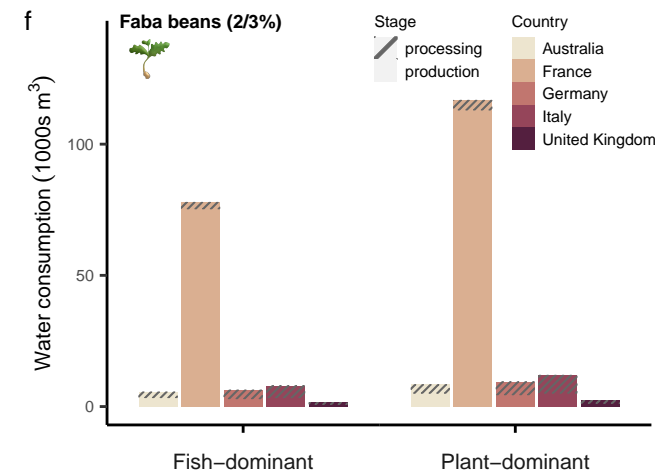 f
Faba beans (2/3%)
Stage
processing
production
Country
Australia
France
Germany
Italy
United Kingdom
Water consumption (1000s m³)
100
50
0
Fish−dominant
Plant−dominant